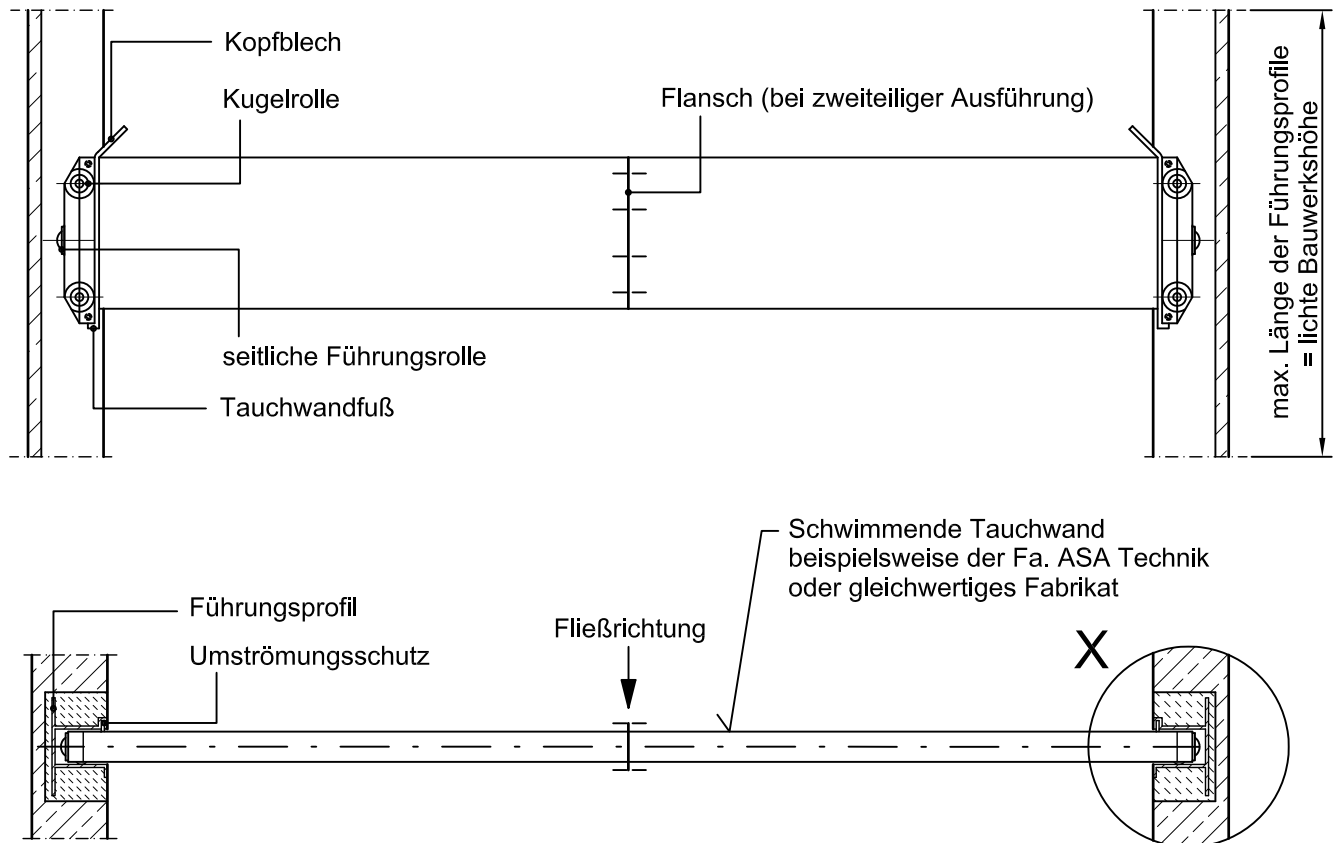 Kopfblech
Kugelrolle
Flansch (bei zweiteiliger Ausführung)
seitliche Führungsrolle
Tauchwandfuß
max. Länge der Führungsprofile
= lichte Bauwerkshöhe
Schwimmende Tauchwand
beispielsweise der Fa. ASA Technik
oder gleichwertiges Fabrikat
Führungsprofil
Umströmungsschutz
Fließrichtung
X